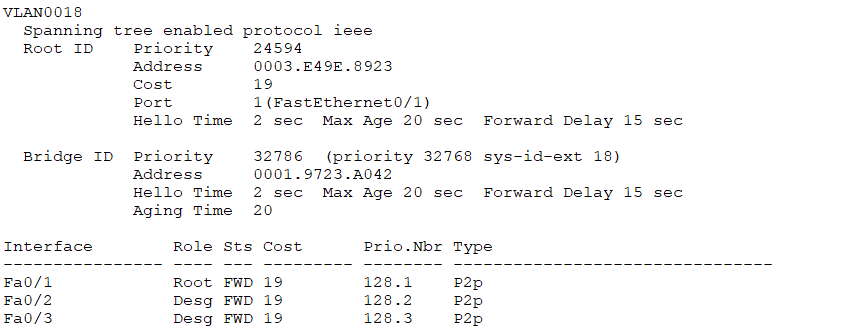 VLAN0018
  Spanning tree enabled protocol ieee
  Root ID    Priority    24594
             Address     0003.E49E.8923
             Cost        19
             Port        1(FastEthernet0/1)
             Hello Time  2 sec  Max Age 20 sec  Forward Delay 15 sec

  Bridge ID  Priority    32786  (priority 32768 sys-id-ext 18)
             Address     0001.9723.A042
             Hello Time  2 sec  Max Age 20 sec  Forward Delay 15 sec
             Aging Time  20

Interface        Role Sts Cost      Prio.Nbr Type
---------------- ---- --- --------- -------- --------------------------------
Fa0/1            Root FWD 19        128.1    P2p
Fa0/2            Desg FWD 19        128.2    P2p
Fa0/3            Desg FWD 19        128.3    P2p